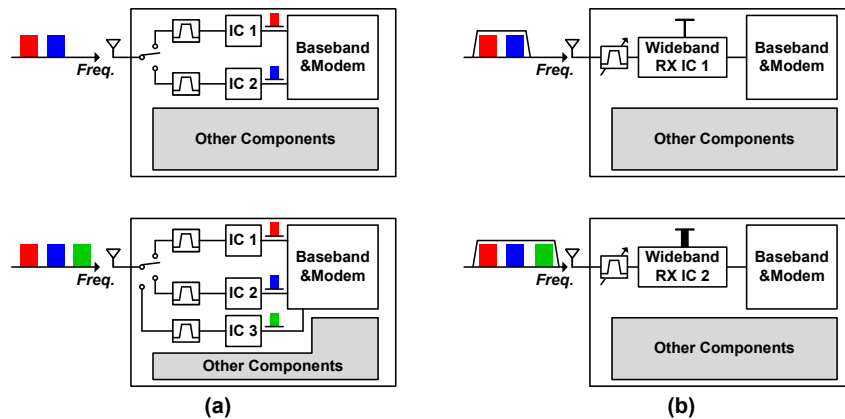 Freq.
IC 1
IC 2
Baseband
&Modem
Other Components
Freq.
Wideband
RX IC 1
Baseband
&Modem
Other Components
Freq.
IC 1
IC 2
IC 3
Baseband
&Modem
Other Components
Freq.
Wideband
RX IC 2
Baseband
&Modem
Other Components
(a)
(b)